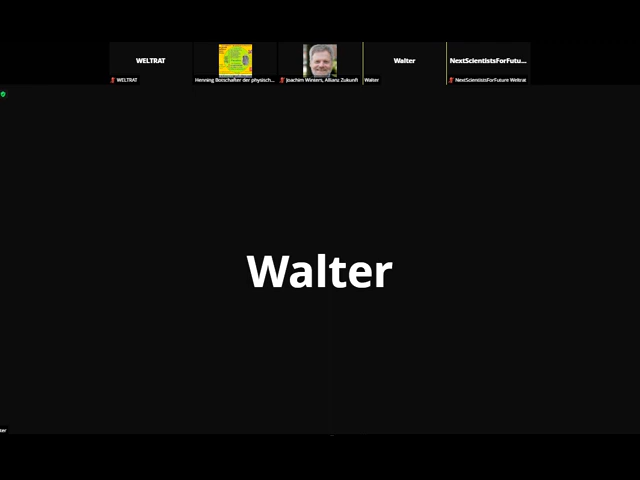 WELTRAT
Walter
NextScientistsForFutu...
WELTRAT
Henning Botschafter der physisch...
Joachim Winters, Allianz Zukunft
Walter
NextScientistsForFuture Weltrat
Walter